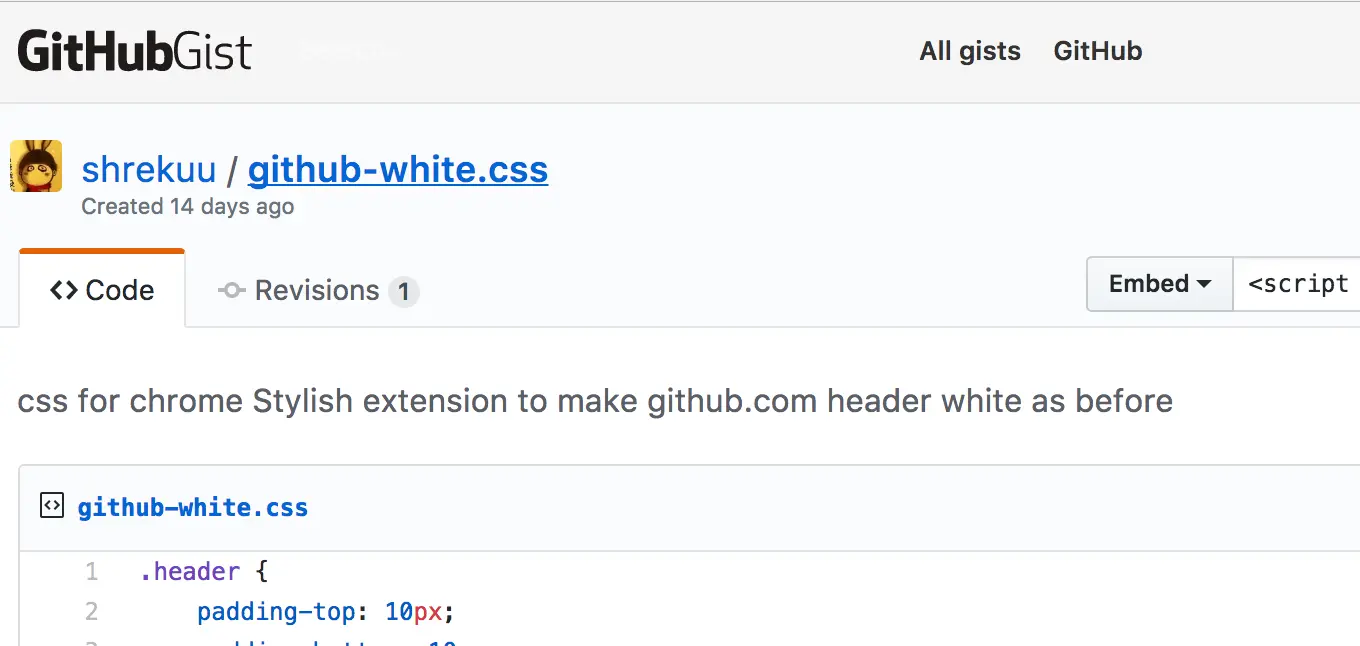 GitHubGist All gists GitHub
shrekuu / github-white.css
Created 14 days ago
<> Code Revisions 1 Embed <script
css for chrome Stylish extension to make github.com header white as before
github-white.css
1 .header {
2 padding-top: 10px;